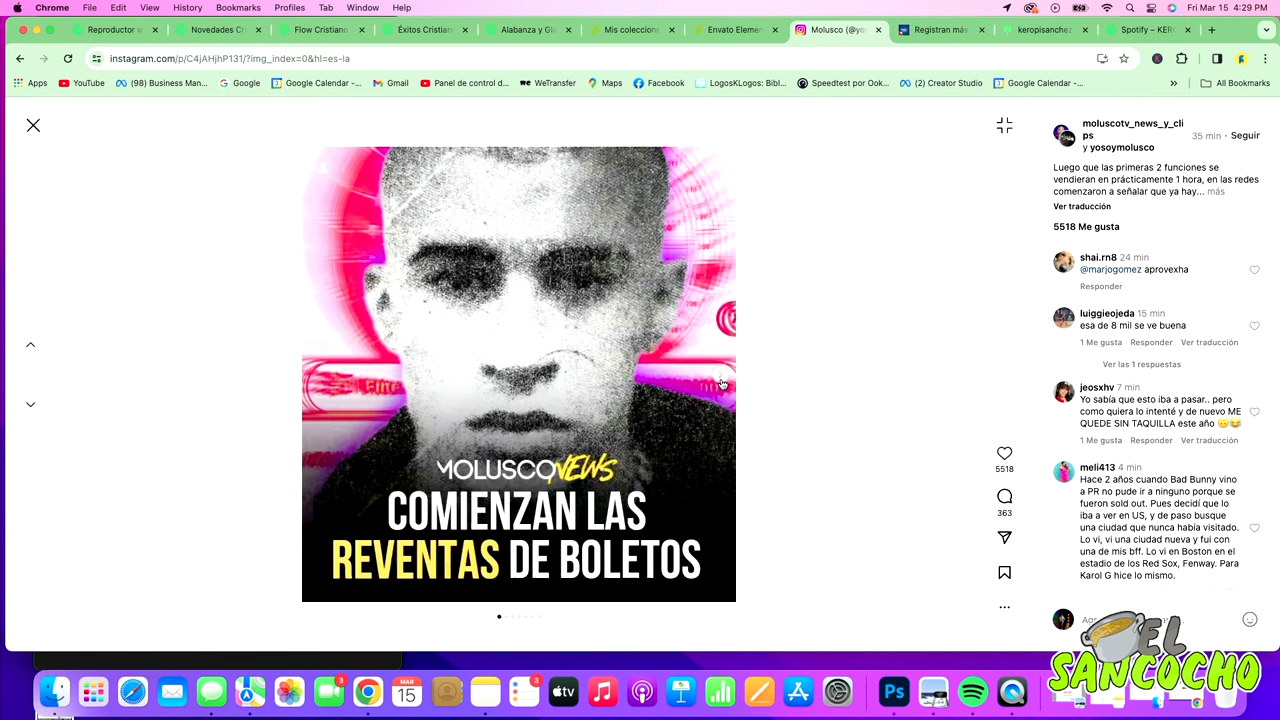 Chrome File Edit View History Bookmarks Profiles Tab Window Help
Fri Mar 15 4:29 PM
Reproductor w
Novedades Cr
Flow Cristiano
Éxitos Cristian
Alabanza y Gl
Mis coleccione
Envato Elemen
Molusco (@yo
Registran más
keropisanchez
Spotify – KERO
instagram.com/p/C4jAHjhP131/?img_index=0&hl=es-la
Apps YouTube (98) Business Man... Google Google Calendar -... Gmail Panel de control d... WeTransfer Maps Facebook LogosKLogos: Bibl... Speedtest por Ook... (2) Creator Studio Google Calendar -... All Bookmarks
moluscotv_news_y_cli
ps
y yosoymolusco
35 min · Seguir
Luego que las primeras 2 funciones se
vendieran en prácticamente 1 hora, en las redes
comenzaron a señalar que ya hay... más
Ver traducción
5518 Me gusta
shai.rn8 24 min
@marjogomez aprovexha
Responder
luiggieojeda 15 min
esa de 8 mil se ve buena
1 Me gusta Responder Ver traducción
Ver las 1 respuestas
jeosxhv 7 min
Yo sabía que esto iba a pasar.. pero
como quiera lo intenté y de nuevo ME
QUEDE SIN TAQUILLA este año 🙁😂
1 Me gusta Responder Ver traducción
meli413 4 min
Hace 2 años cuando Bad Bunny vino
a PR no pude ir a ninguno porque se
fueron sold out. Pues decidí que lo
iba a ver en US, y de paso busque
una ciudad que nunca había visitado.
Lo vi, vi una ciudad nueva y fui con
una de mis bff. Lo vi en Boston en el
estadio de los Red Sox, Fenway. Para
Karol G hice lo mismo.
5518
363
Elite
MOLUSCO NEWS
COMIENZAN LAS
REVENTAS DE BOLETOS
EL
SANCOCHO
3
MAR
15
3
tv
Ps